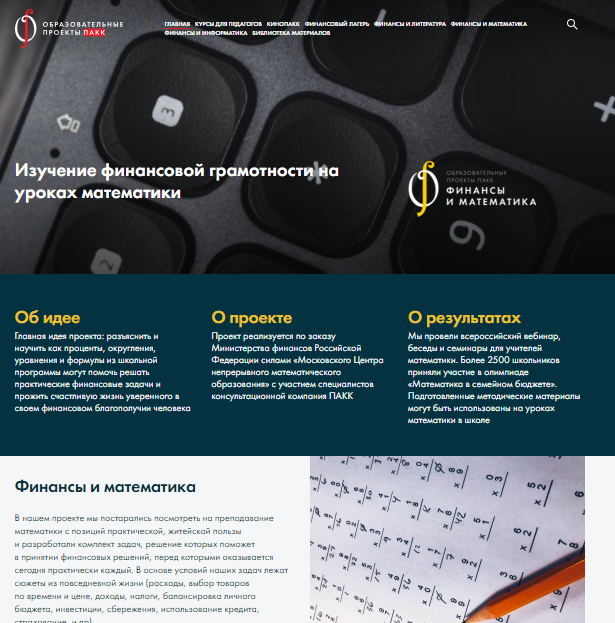 ОБРАЗОВАТЕЛЬНЫЕ
ПРОЕКТЫ ПАКК
ГЛАВНАЯ КУРСЫ ДЛЯ ПЕДАГОГОВ КИНОПАКК ФИНАНСОВЫЙ ЛАГЕРЬ ФИНАНСЫ И ЛИТЕРАТУРА ФИНАНСЫ И МАТЕМАТИКА
ФИНАНСЫ И ИНФОРМАТИКА БИБЛИОТЕКА МАТЕРИАЛОВ
Изучение финансовой грамотности на
уроках математики
ОБРАЗОВАТЕЛЬНЫЕ
ПРОЕКТЫ ПАКК
ФИНАНСЫ
И МАТЕМАТИКА
Об идее
Главная идея проекта: разъяснить и
научить как проценты, округления,
уравнения и формулы из школьной
программы могут помочь решать
практические финансовые задачи и
прожить счастливую жизнь уверенного в
своем финансовом благополучии человека
О проекте
Проект реализуется по заказу
Министерства финансов Российской
Федерации силами «Московского Центра
непрерывного математического
образования» с участием специалистов
консультационной компания ПАКК
О результатах
Мы провели всероссийский вебинар,
беседы и семинары для учителей
математики. Более 2500 школьников
приняли участие в олимпиаде
«Математика в семейном бюджете».
Подготовленные методические материалы
могут быть использованы на уроках
математики в школе
Финансы и математика
В нашем проекте мы постарались посмотреть на преподавание
математики с позиций практической, житейской пользы
и разработали комплект задач, решение которых поможет
в принятии финансовых решений, перед которыми оказывается
сегодня практически каждый. В основе условий наших задач лежат
сюжеты из повседневной жизни (расходы, выбор товаров
по времени и цене, доходы, налоги, балансировка личного
бюджета, инвестиции, сбережения, использование кредита,
страхование, и др)